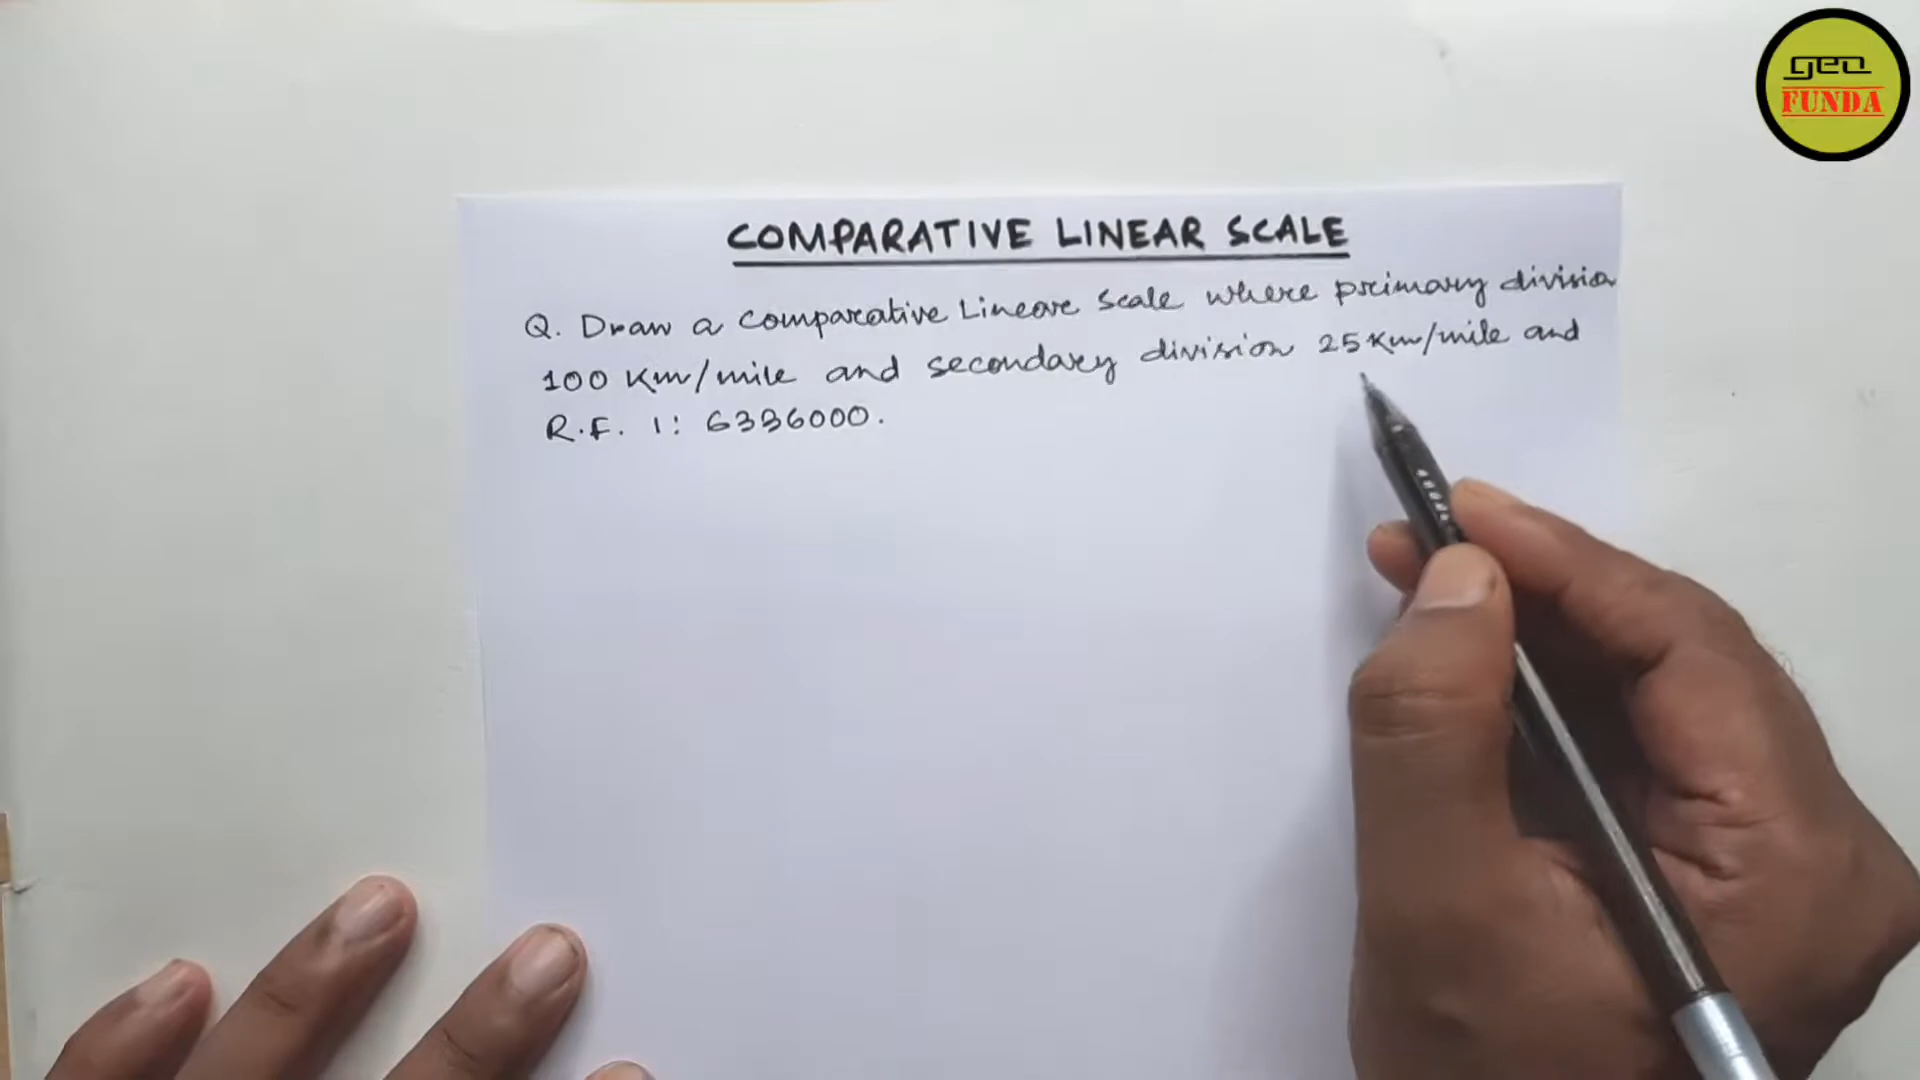 geo
FUNDA
COMPARATIVE LINEAR SCALE
Q. Draw a comparative Linear Scale where primary division
100 Km/mile and secondary division 25 Km/mile and
R.F. 1: 6336000.